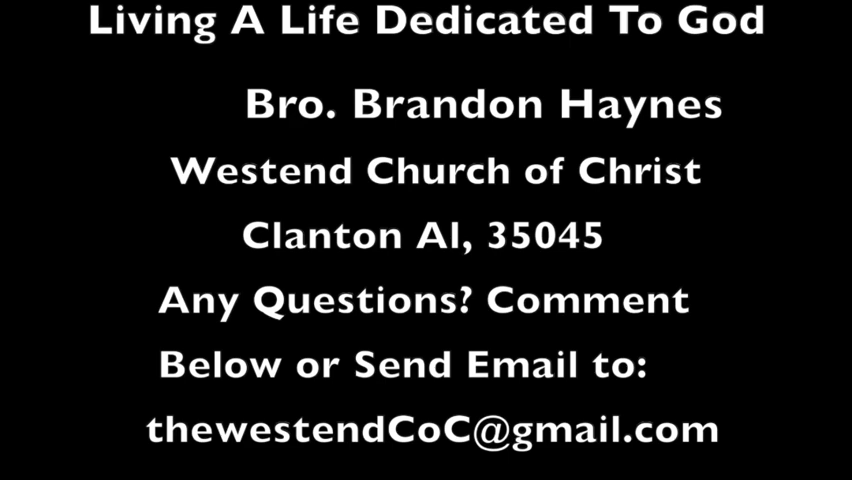 Living A Life Dedicated To God
Bro. Brandon Haynes
Westend Church of Christ
Clanton Al, 35045
Any Questions? Comment
Below or Send Email to:
thewestendCoC@gmail.com